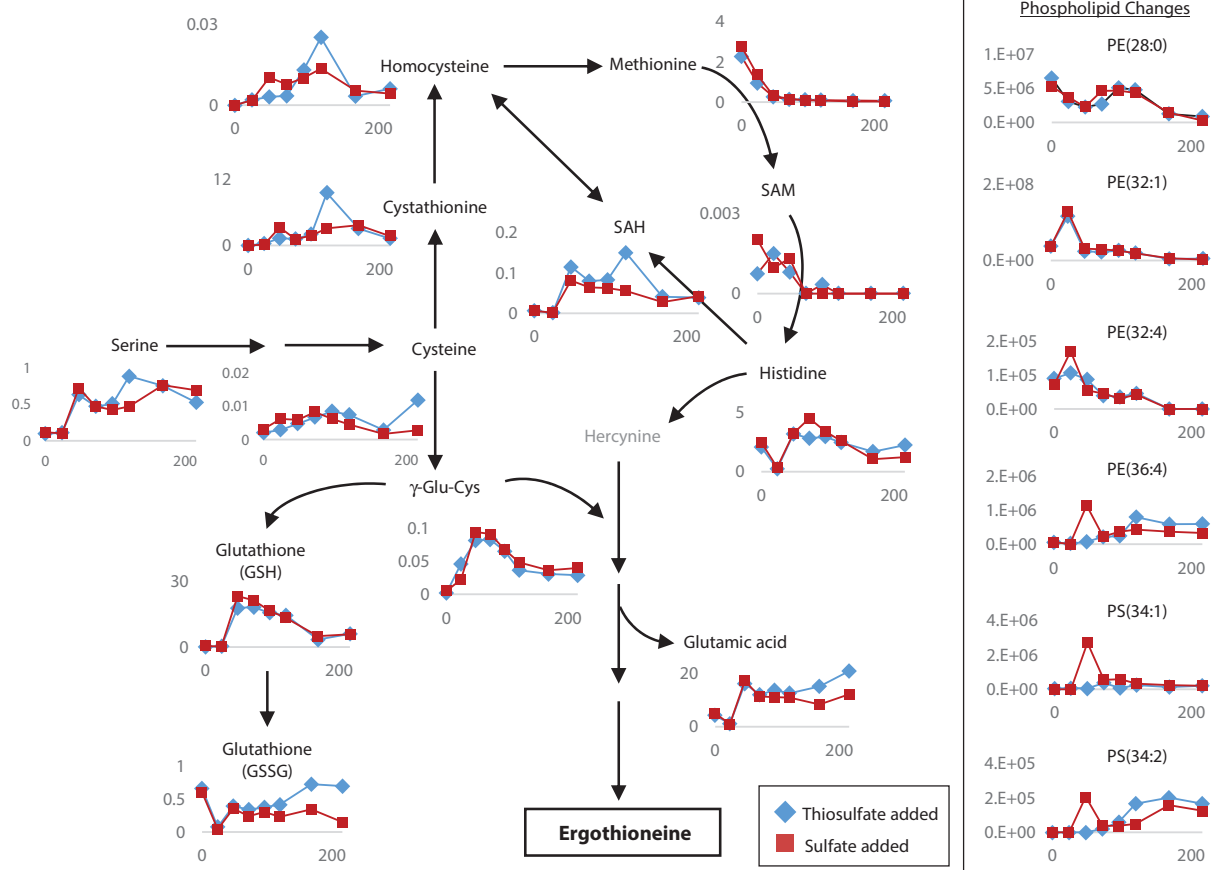 Phospholipid Changes
0.03
Homocysteine
0
0
200
Methionine
4
2
0
0
200
12
Cystathionine
0
0
200
SAM
0.003
0
0
200
SAH
0.2
0.1
0
0
200
Serine
1
0.5
0
0
200
Cysteine
0.02
0.01
0
0
200
Histidine
5
0
0
200
Hercynine
γ-Glu-Cys
0.1
0.05
0
0
200
Glutathione
(GSH)
30
0
0
200
Glutamic acid
20
0
0
200
Glutathione
(GSSG)
1
0.5
0
0
200
Ergothioneine
Thiosulfate added
Sulfate added
PE(28:0)
1.E+07
5.E+06
0.E+00
0
200
PE(32:1)
2.E+08
0.E+00
0
200
PE(32:4)
2.E+05
1.E+05
0.E+00
0
200
PE(36:4)
2.E+06
1.E+06
0.E+00
0
200
PS(34:1)
4.E+06
2.E+06
0.E+00
0
200
PS(34:2)
4.E+05
2.E+05
0.E+00
0
200